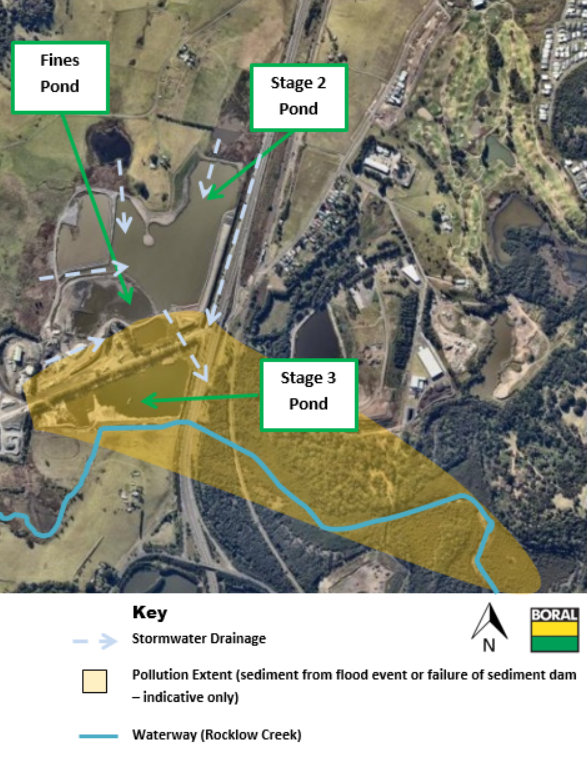 Fines
Pond
Stage 2
Pond
Stage 3
Pond
Key
Stormwater Drainage
N
BORAL
Pollution Extent (sediment from flood event or failure of sediment dam
– indicative only)
Waterway (Rocklow Creek)